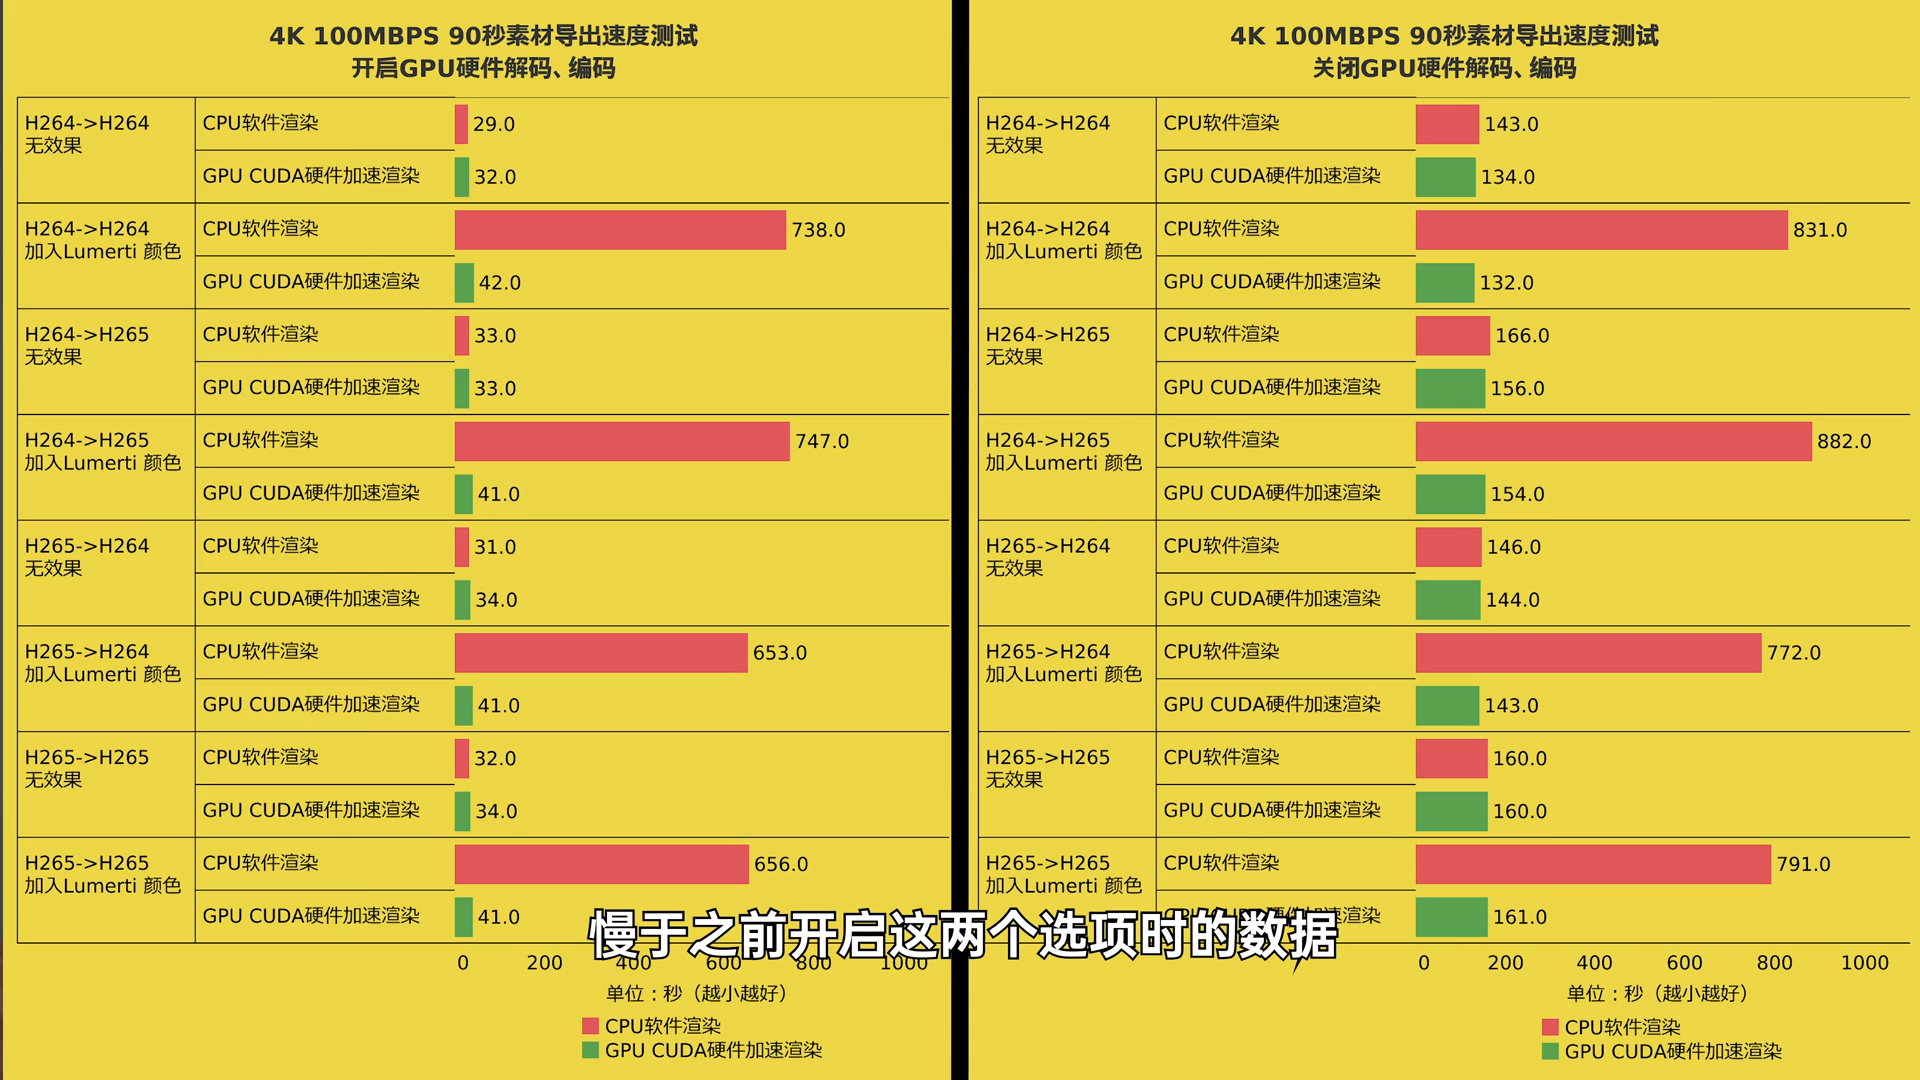 4K 100MBPS 90秒素材导出速度测试
开启GPU硬件解码、编码
H264->H264
无效果
CPU软件渲染
29.0
GPU CUDA硬件加速渲染
32.0
H264->H264
加入Lumerti 颜色
CPU软件渲染
738.0
GPU CUDA硬件加速渲染
42.0
H264->H265
无效果
CPU软件渲染
33.0
GPU CUDA硬件加速渲染
33.0
H264->H265
加入Lumerti 颜色
CPU软件渲染
747.0
GPU CUDA硬件加速渲染
41.0
H265->H264
无效果
CPU软件渲染
31.0
GPU CUDA硬件加速渲染
34.0
H265->H264
加入Lumerti 颜色
CPU软件渲染
653.0
GPU CUDA硬件加速渲染
41.0
H265->H265
无效果
CPU软件渲染
32.0
GPU CUDA硬件加速渲染
34.0
H265->H265
加入Lumerti 颜色
CPU软件渲染
656.0
GPU CUDA硬件加速渲染
41.0
0 200 400 600 800 1000
单位：秒（越小越好）
CPU软件渲染
GPU CUDA硬件加速渲染
4K 100MBPS 90秒素材导出速度测试
关闭GPU硬件解码、编码
H264->H264
无效果
CPU软件渲染
143.0
GPU CUDA硬件加速渲染
134.0
H264->H264
加入Lumerti 颜色
CPU软件渲染
831.0
GPU CUDA硬件加速渲染
132.0
H264->H265
无效果
CPU软件渲染
166.0
GPU CUDA硬件加速渲染
156.0
H264->H265
加入Lumerti 颜色
CPU软件渲染
882.0
GPU CUDA硬件加速渲染
154.0
H265->H264
无效果
CPU软件渲染
146.0
GPU CUDA硬件加速渲染
144.0
H265->H264
加入Lumerti 颜色
CPU软件渲染
772.0
GPU CUDA硬件加速渲染
143.0
H265->H265
无效果
CPU软件渲染
160.0
GPU CUDA硬件加速渲染
160.0
H265->H265
加入Lumerti 颜色
CPU软件渲染
791.0
速渲染
161.0
0 200 400 600 800 1000
单位：秒（越小越好）
CPU软件渲染
GPU CUDA硬件加速渲染
慢于之前开启这两个选项时的数据